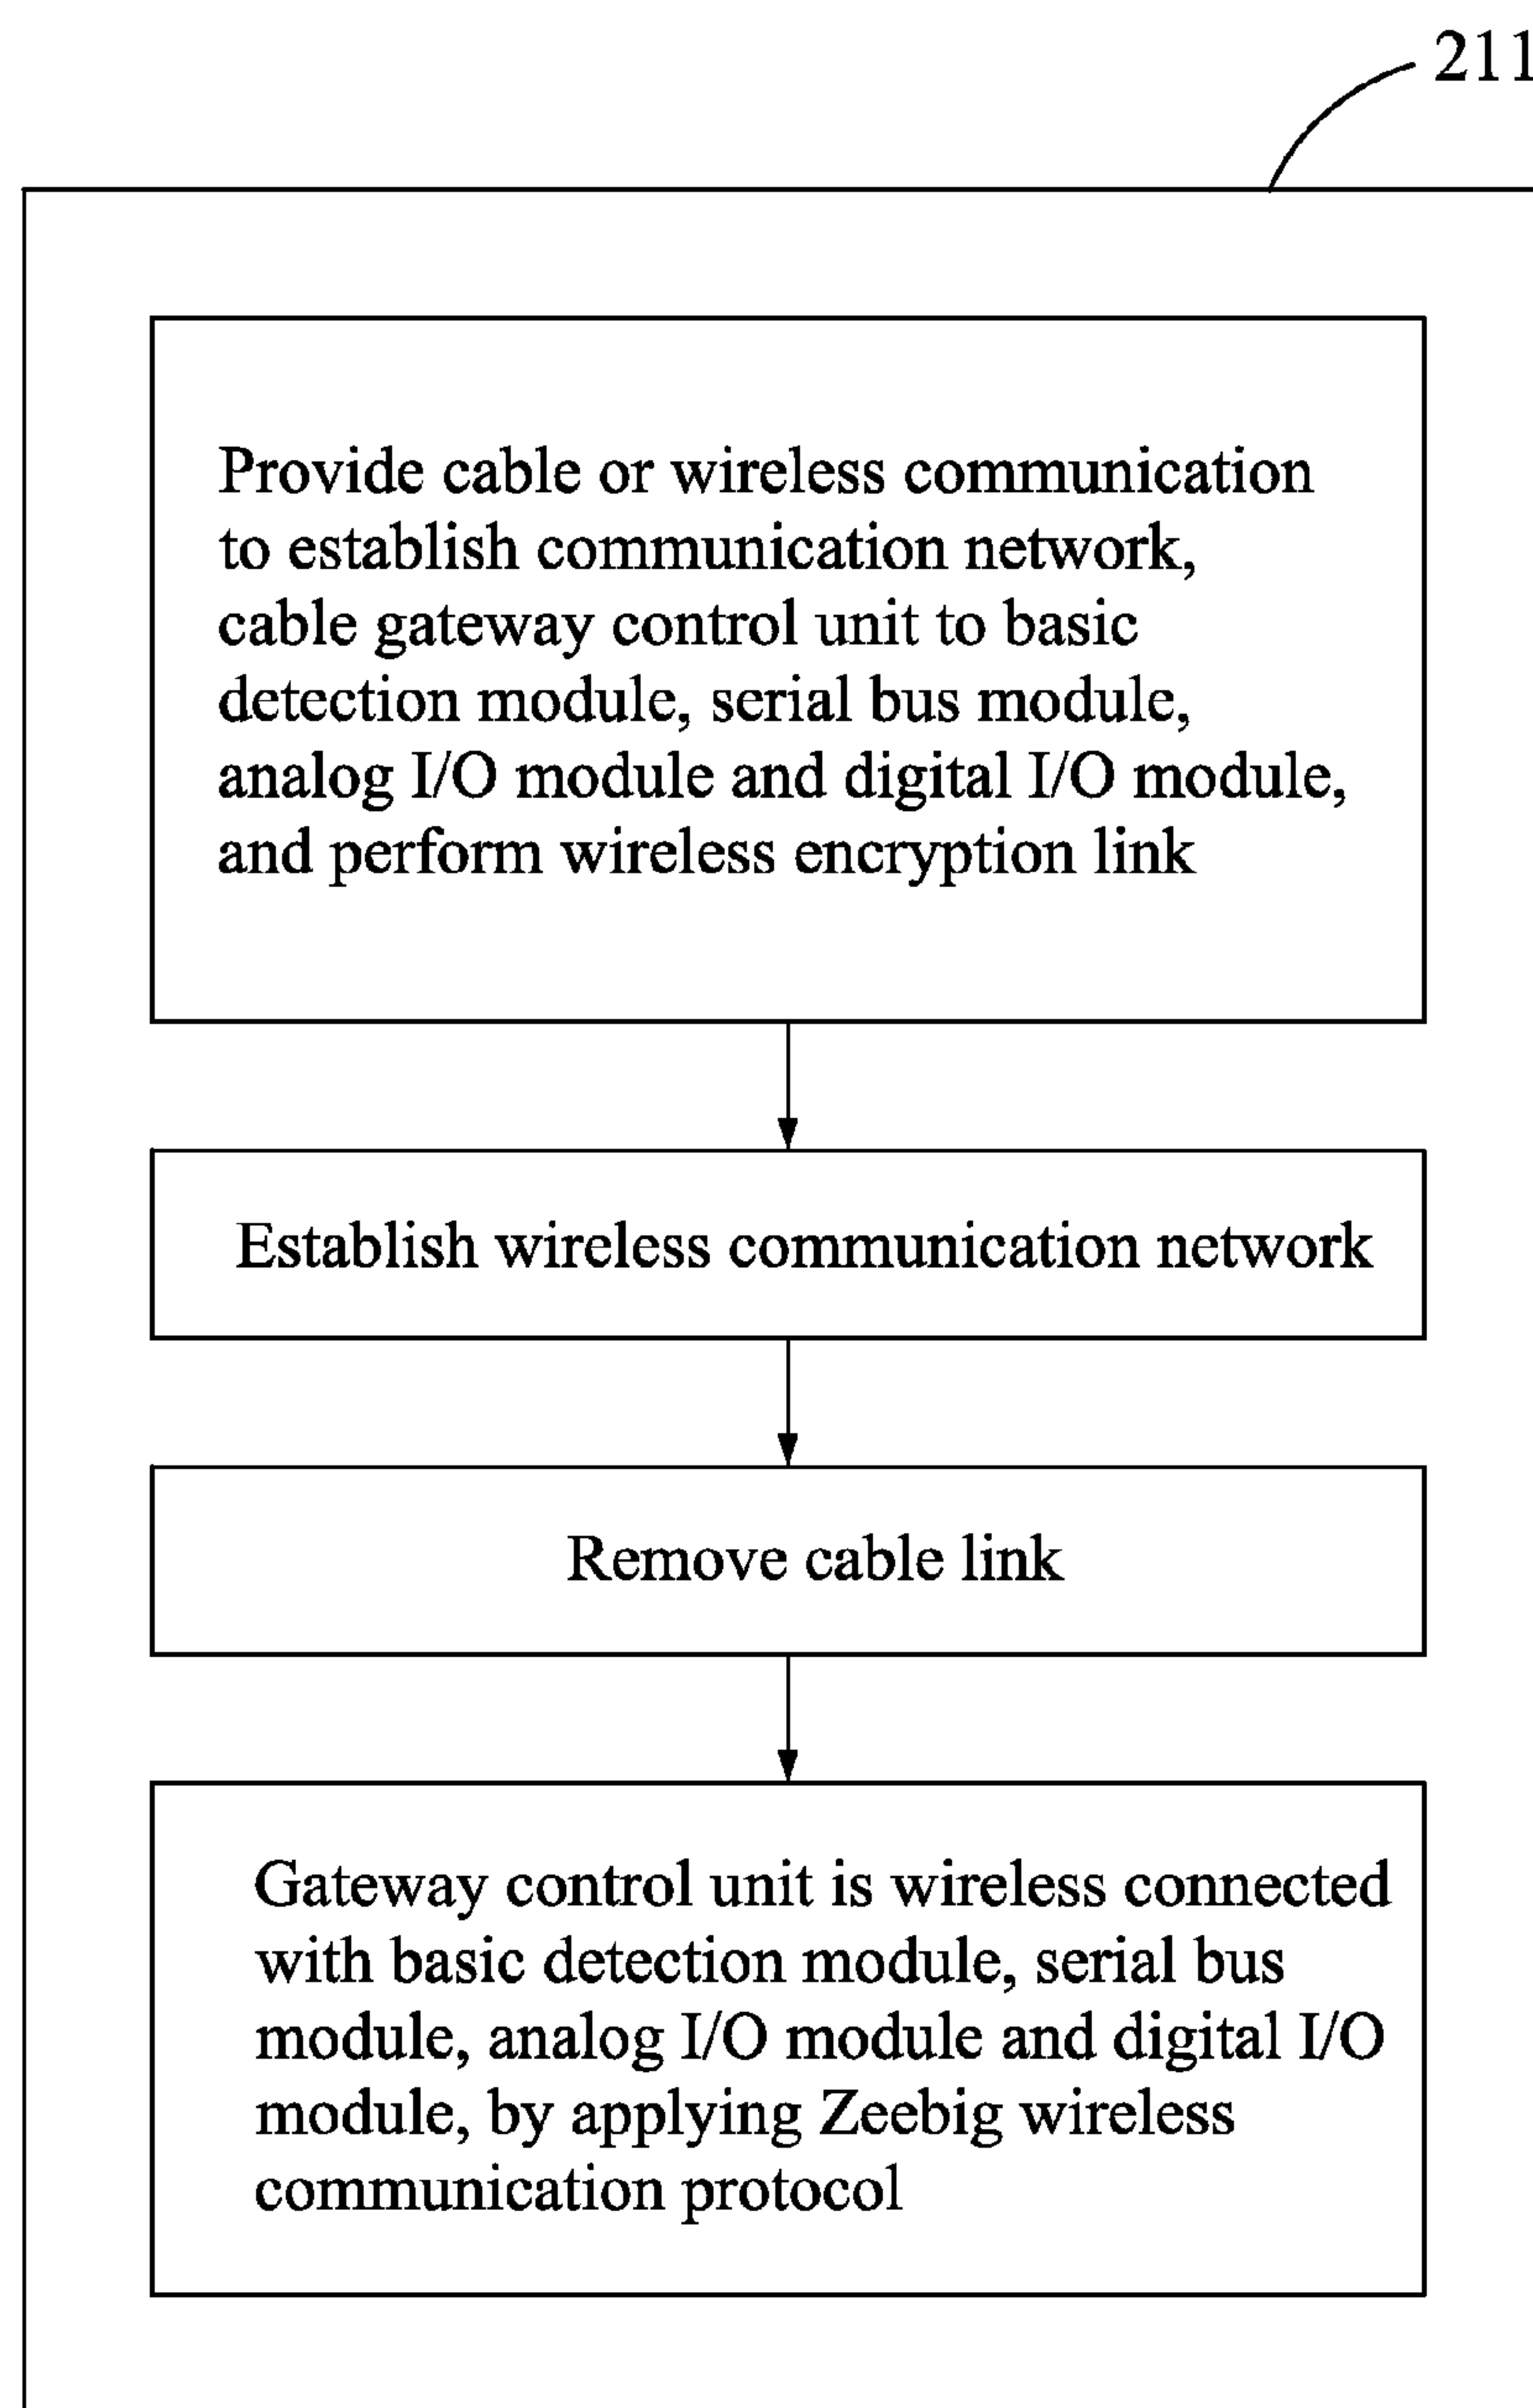 211
Provide cable or wireless communication
to establish communication network,
cable gateway control unit to basic
detection module, serial bus module,
analog I/O module and digital I/O module,
and perform wireless encryption link
Establish wireless communication network
Remove cable link
Gateway control unit is wireless connected
with basic detection module, serial bus
module, analog I/O module and digital I/O
module, by applying Zeebig wireless
communication protocol